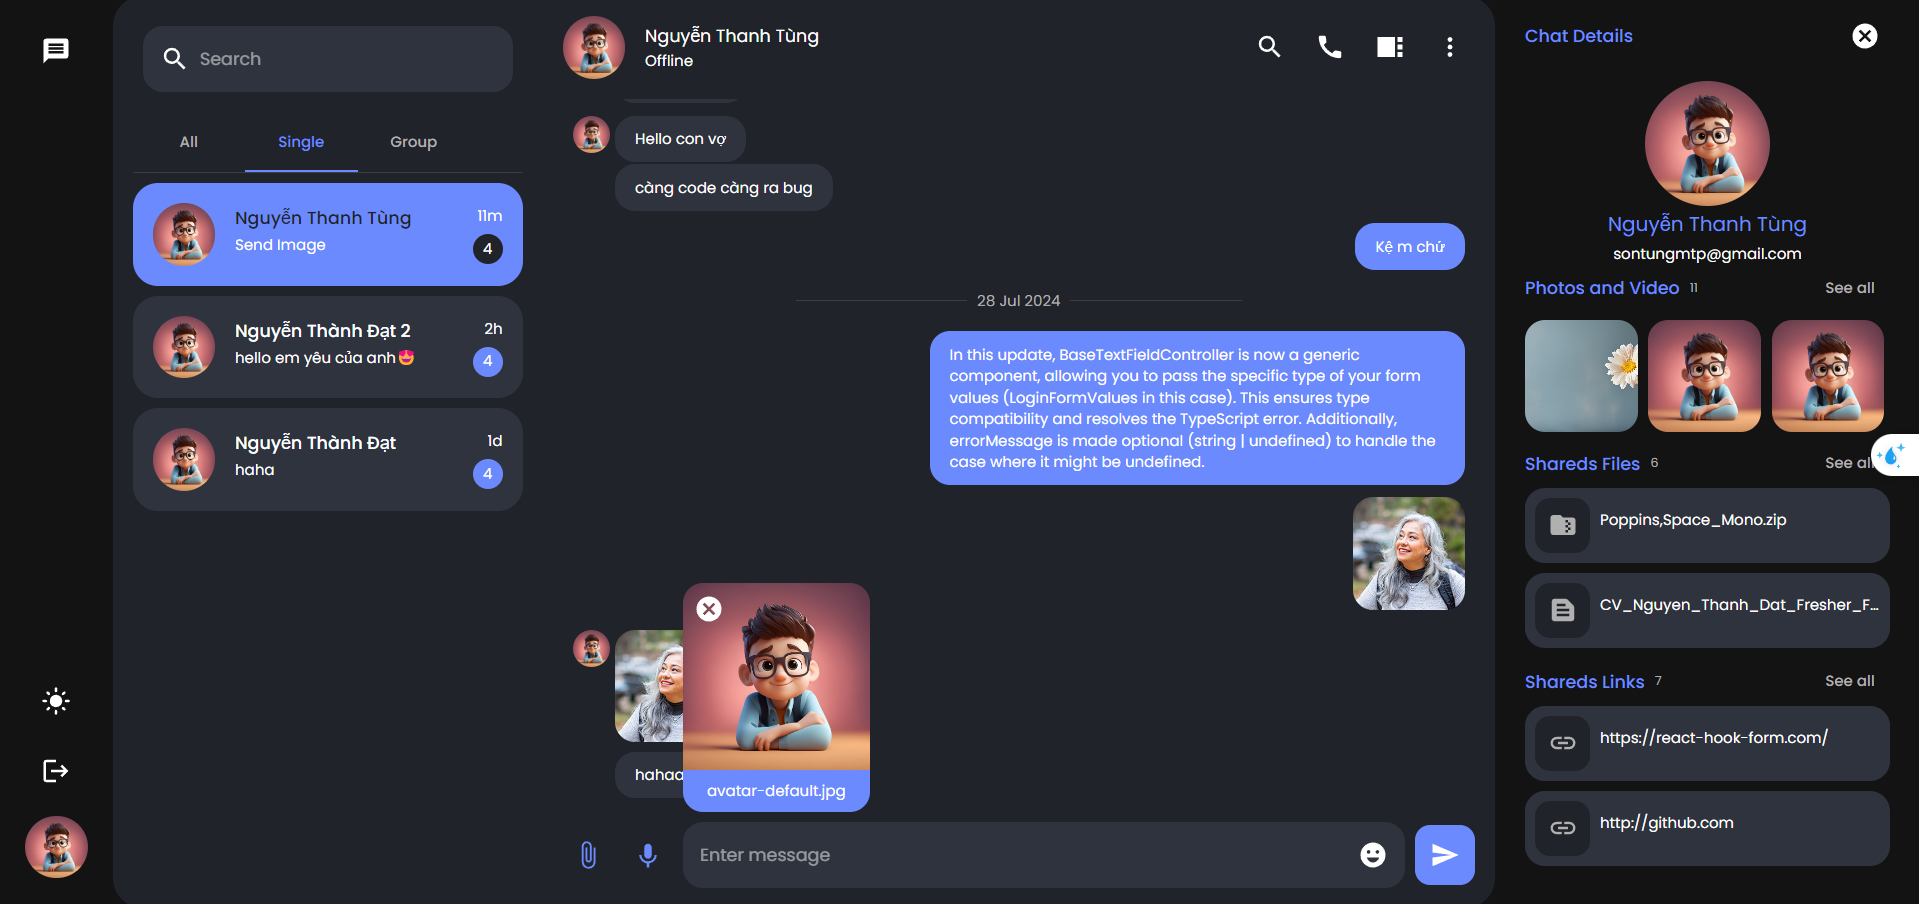 Search
All
Single
Group
Nguyễn Thanh Tùng
11m
Send Image
4
Nguyễn Thành Đạt 2
2h
hello em yêu của anh😍
4
Nguyễn Thành Đạt
1d
haha
4
Nguyễn Thanh Tùng
Offline
Hello con vợ
càng code càng ra bug
Kệ m chứ
28 Jul 2024
In this update, BaseTextFieldController is now a generic
component, allowing you to pass the specific type of your form
values (LoginFormValues in this case). This ensures type
compatibility and resolves the TypeScript error. Additionally,
errorMessage is made optional (string | undefined) to handle the
case where it might be undefined.
hahaa
avatar-default.jpg
Enter message
Chat Details
Nguyễn Thanh Tùng
sontungmtp@gmail.com
Photos and Video 11
See all
Shareds Files 6
See all
Poppins,Space_Mono.zip
CV_Nguyen_Thanh_Dat_Fresher_F...
Shareds Links 7
See all
https://react-hook-form.com/
http://github.com